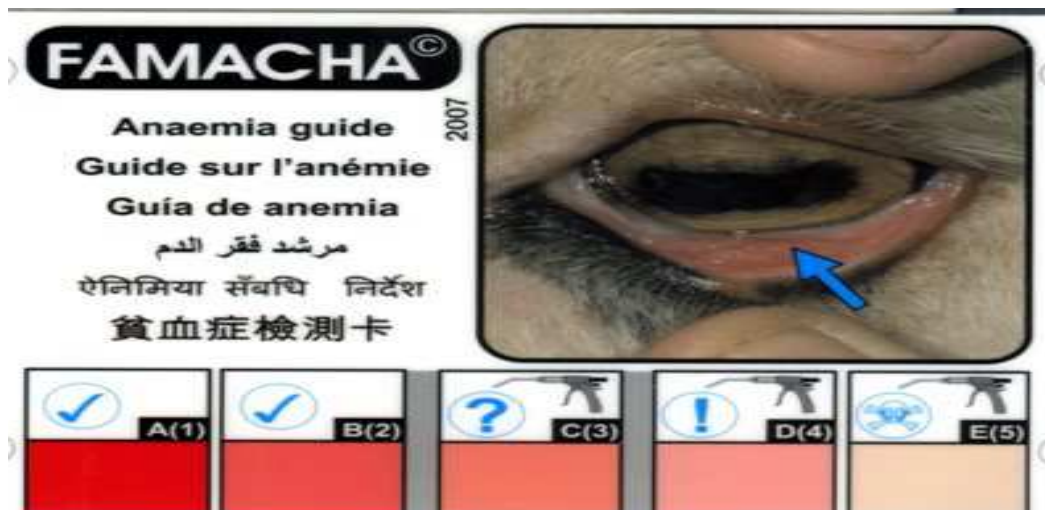 FAMACHA©
2007
Anaemia guide
Guide sur l'anémie
Guía de anemia
مرشد فقر الدم
ऐनिमिया सँबधि निर्देश
貧血症檢測卡
A(1)
B(2)
?
C(3)
!
D(4)
E(5)